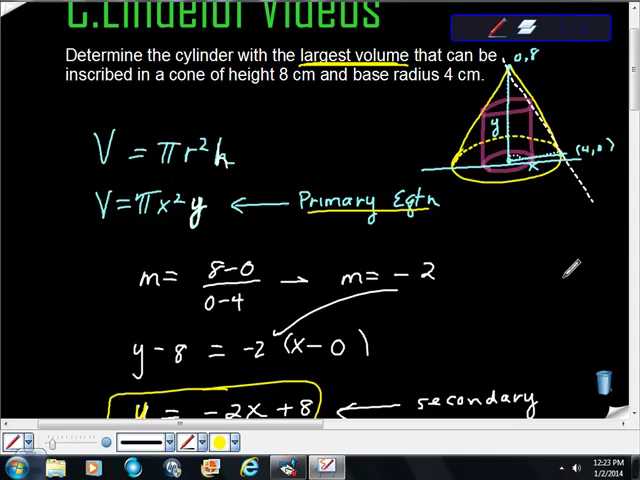 C.Lindelof Videos
Determine the cylinder with the largest volume that can be
inscribed in a cone of height 8 cm and base radius 4 cm.
0,8
y
(4,0)
x
V = πr²h
V = πx²y ← Primary Eqtn
m = 8-0 / 0-4 → m = -2
y - 8 = -2 (x - 0)
y = -2x + 8 ← secondary
12:23 PM
1/2/2014